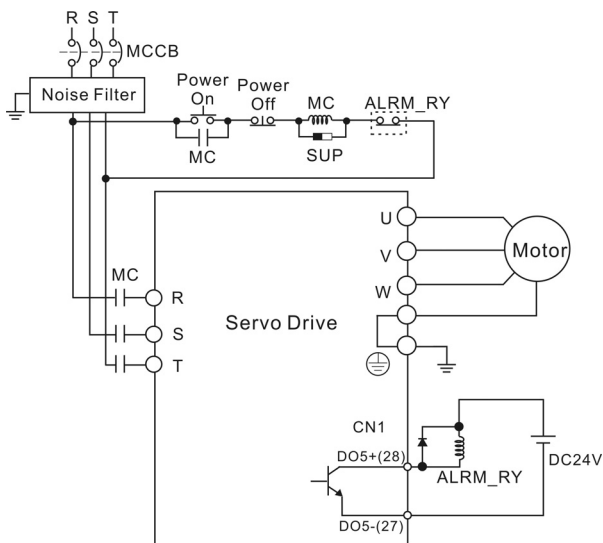 R S T
MCCB
Noise Filter
Power On
Power Off
MC
ALRM_RY
MC
SUP
U
V
W
Motor
MC
R
S
T
Servo Drive
CN1
DO5+(28)
DO5-(27)
ALRM_RY
DC24V